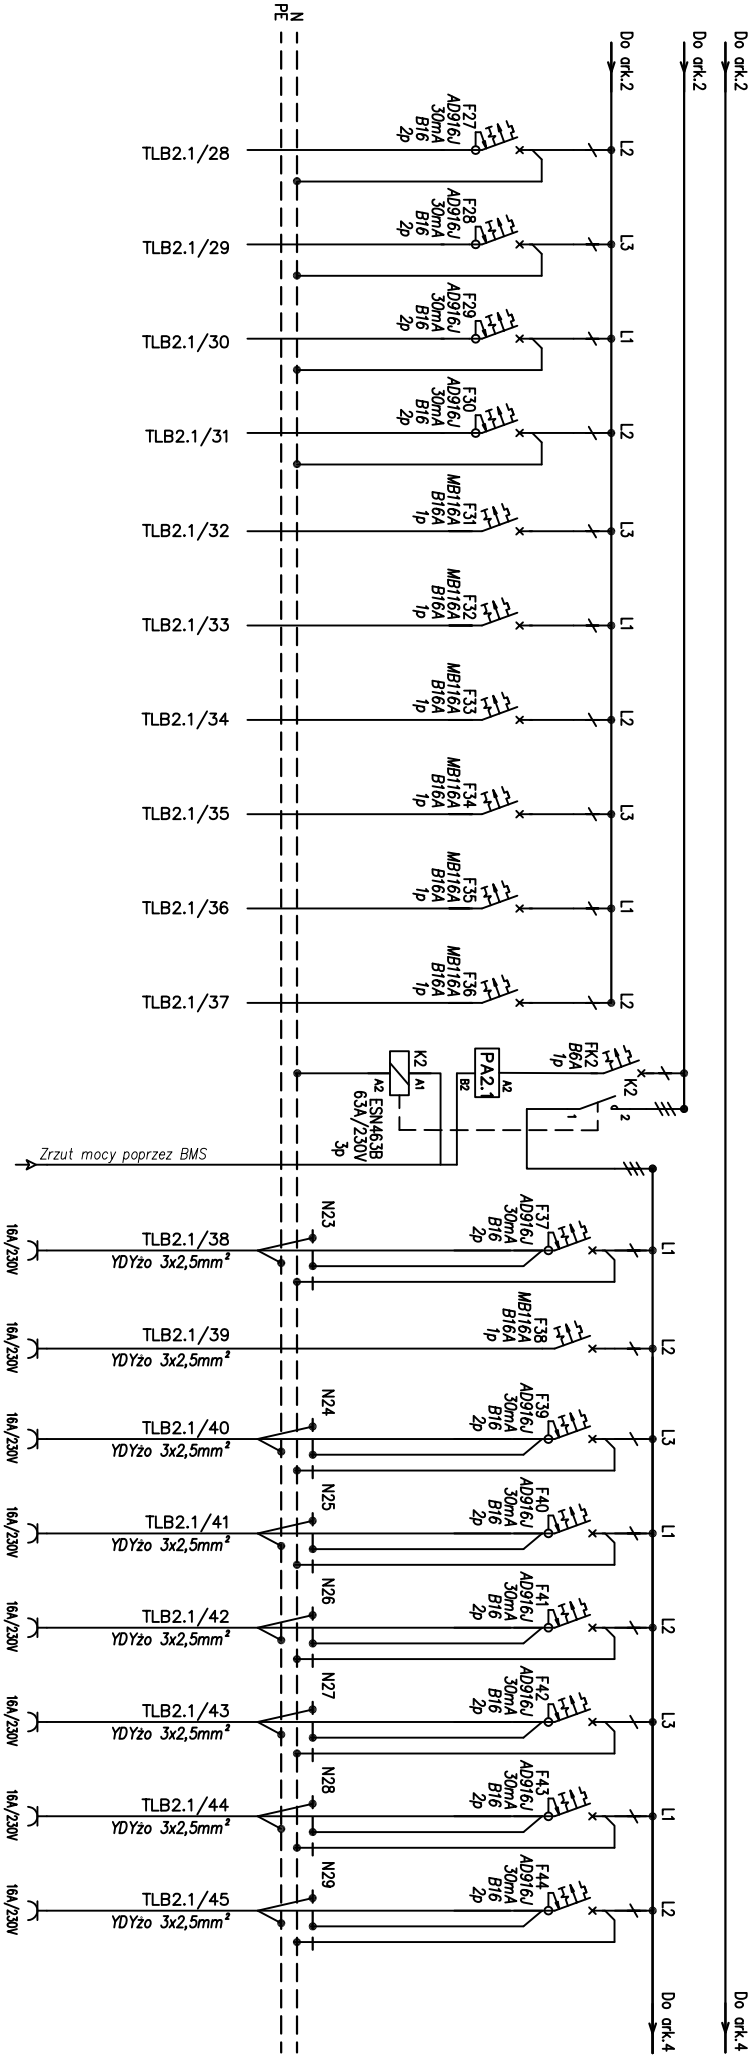 Do ark.2
Do ark.2
Do ark.2
N
PE
L2
F27
AD916J
30mA
B16
2p
TLB2.1/28
L3
F28
AD916J
30mA
B16
2p
TLB2.1/29
L1
F29
AD916J
30mA
B16
2p
TLB2.1/30
L2
F30
AD916J
30mA
B16
2p
TLB2.1/31
L3
F31
MB116A
B16A
1p
TLB2.1/32
L1
F32
MB116A
B16A
1p
TLB2.1/33
L2
F33
MB116A
B16A
1p
TLB2.1/34
L3
F34
MB116A
B16A
1p
TLB2.1/35
L1
F35
MB116A
B16A
1p
TLB2.1/36
L2
F36
MB116A
B16A
1p
TLB2.1/37
FK2
B6A
1p
K2
2
1
PA2.1
A2
B2
K2
A1
A2
ESN463B
63A/230V
3p
Zrzut mocy poprzez BMS
L1
F37
AD916J
30mA
B16
2p
N23
TLB2.1/38
YDYżo 3x2,5mm²
16A/230V
L2
F38
MB116A
B16A
1p
TLB2.1/39
YDYżo 3x2,5mm²
16A/230V
L3
F39
AD916J
30mA
B16
2p
N24
TLB2.1/40
YDYżo 3x2,5mm²
16A/230V
L1
F40
AD916J
30mA
B16
2p
N25
TLB2.1/41
YDYżo 3x2,5mm²
16A/230V
L2
F41
AD916J
30mA
B16
2p
N26
TLB2.1/42
YDYżo 3x2,5mm²
16A/230V
L3
F42
AD916J
30mA
B16
2p
N27
TLB2.1/43
YDYżo 3x2,5mm²
16A/230V
L1
F43
AD916J
30mA
B16
2p
N28
TLB2.1/44
YDYżo 3x2,5mm²
16A/230V
L2
F44
AD916J
30mA
B16
2p
N29
TLB2.1/45
YDYżo 3x2,5mm²
16A/230V
Do ark.4
Do ark.4